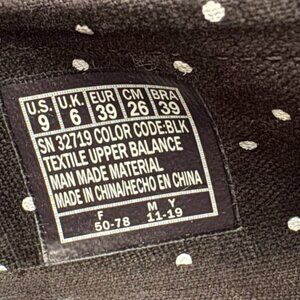 U.S. U.K. EUR CM BRA
9 6 39 26 39
SN 32719 COLOR CODE:BLK
TEXTILE UPPER BALANCE
MAN MADE MATERIAL
MADE IN CHINA/HECHO EN CHINA
F M Y
50-78 11-19